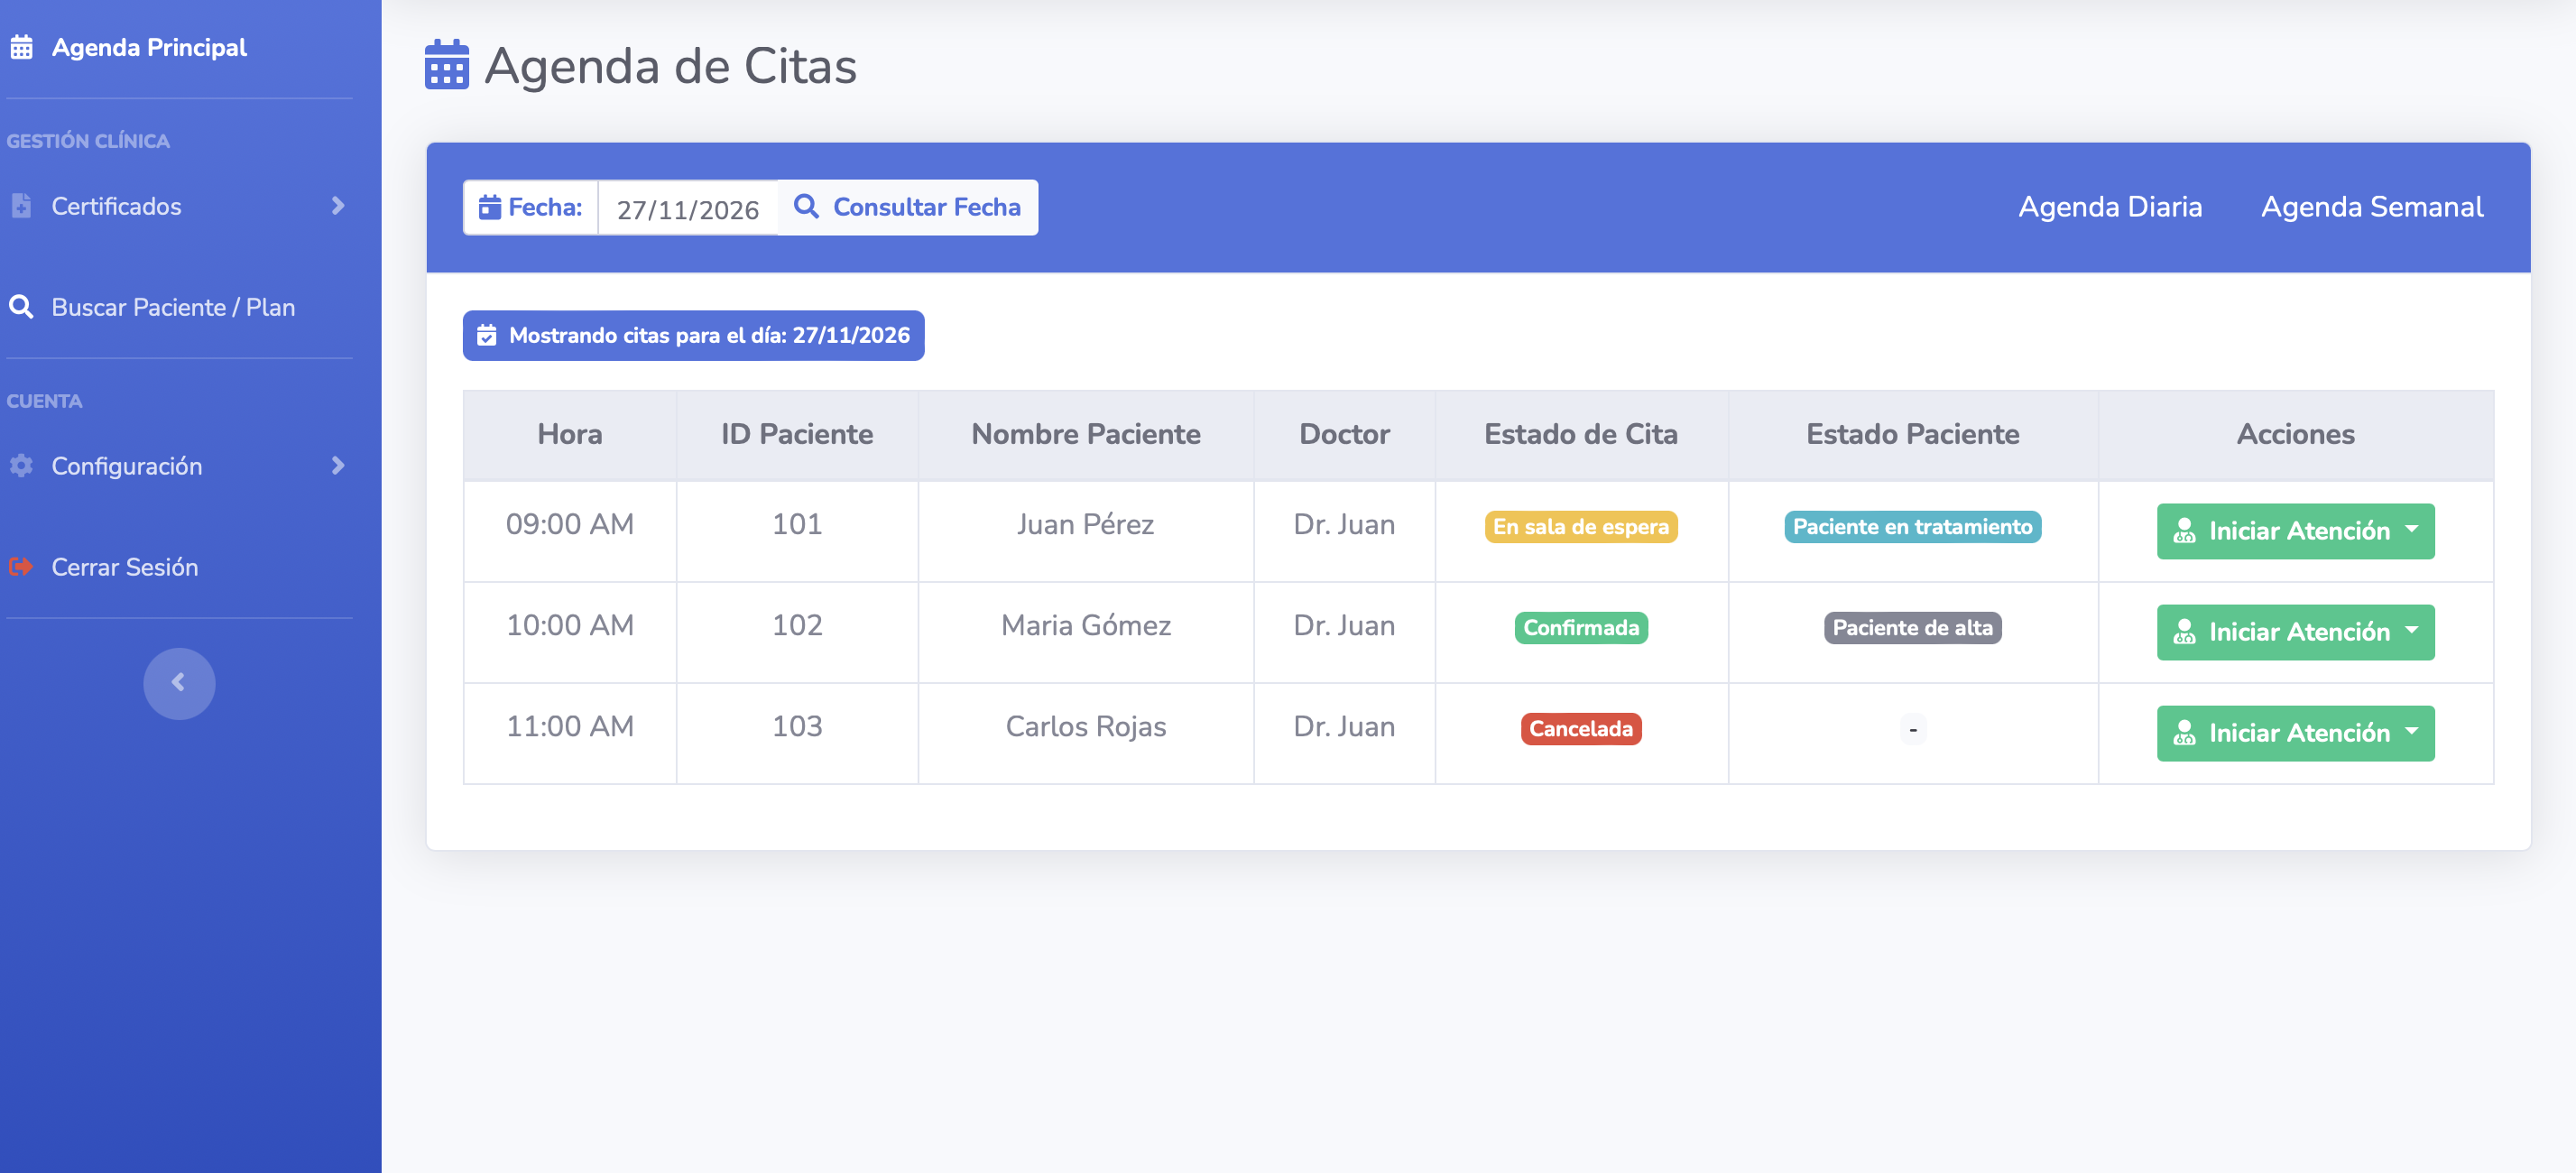 Agenda Principal
GESTIÓN CLÍNICA
Certificados
Buscar Paciente / Plan
CUENTA
Configuración
Cerrar Sesión
Agenda de Citas
Fecha: 27/11/2026 Consultar Fecha Agenda Diaria Agenda Semanal
Mostrando citas para el día: 27/11/2026
Hora ID Paciente Nombre Paciente Doctor Estado de Cita Estado Paciente Acciones
09:00 AM 101 Juan Pérez Dr. Juan En sala de espera Paciente en tratamiento Iniciar Atención
10:00 AM 102 Maria Gómez Dr. Juan Confirmada Paciente de alta Iniciar Atención
11:00 AM 103 Carlos Rojas Dr. Juan Cancelada - Iniciar Atención